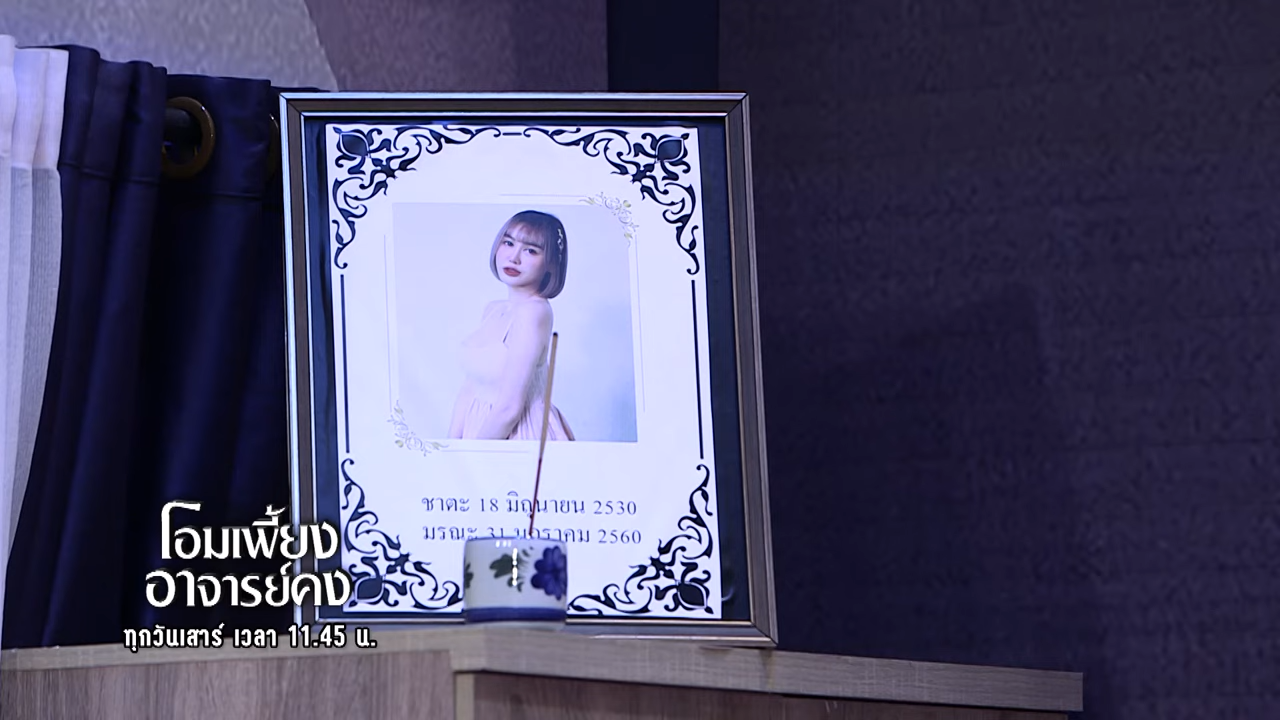 ชาตะ 18 มิถุนายน 2530
มรณะ 31 มกราคม 2560
โอมเพี้ยง
อาจารย์คง
ทุกวันเสาร์ เวลา 11.45 น.